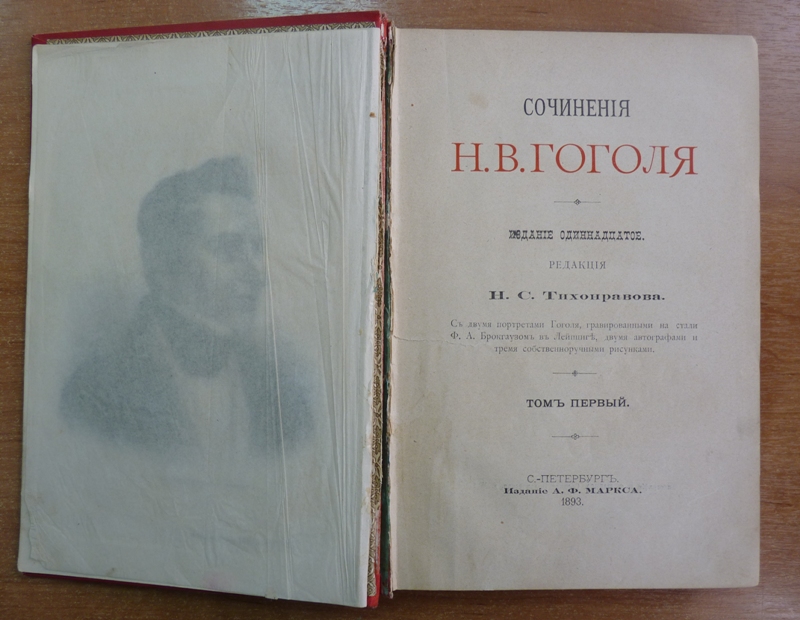 СОЧИНЕНІЯ
Н. В. ГОГОЛЯ
ИЗДАНІЕ ОДИННАДЦАТОЕ.
РЕДАКЦІЯ
Н. С. Тихонравова.
Съ двумя портретами Гоголя, гравированными на стали
Ф. А. Брокгаузомъ въ Лейпцигѣ, двумя автографами и
тремя собственноручными рисунками.
ТОМЪ ПЕРВЫЙ.
С.-ПЕТЕРБУРГЪ.
Изданіе А. Ф. МАРКСА.
1893.